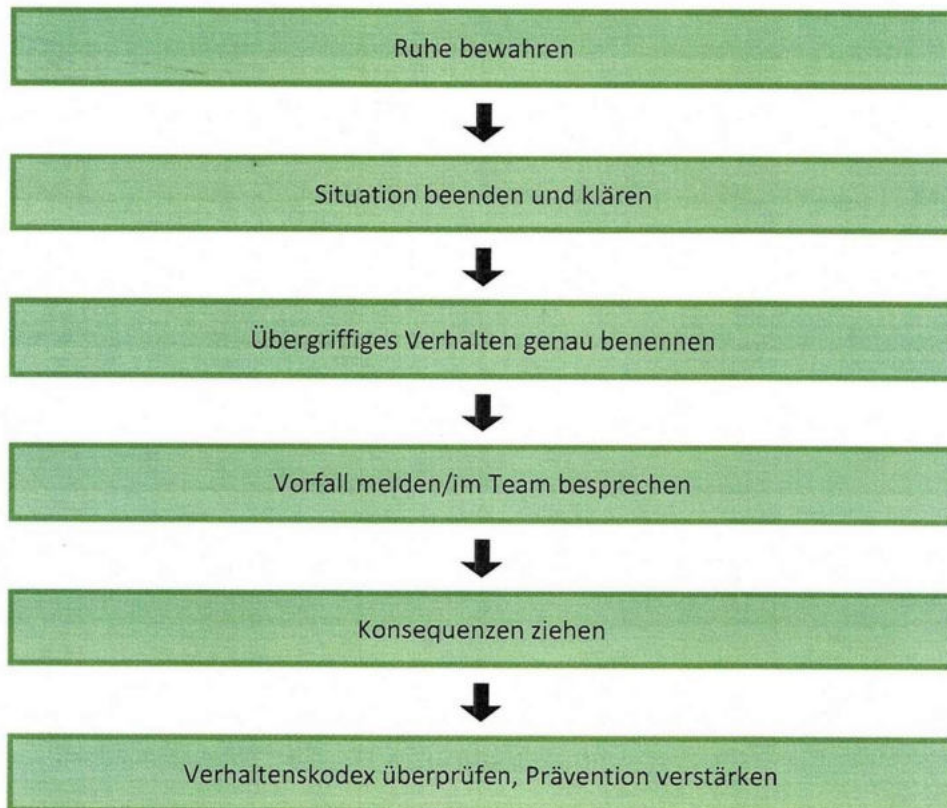 Ruhe bewahren
Situation beenden und klären
Übergriffiges Verhalten genau benennen
Vorfall melden/im Team besprechen
Konsequenzen ziehen
Verhaltenskodex überprüfen, Prävention verstärken